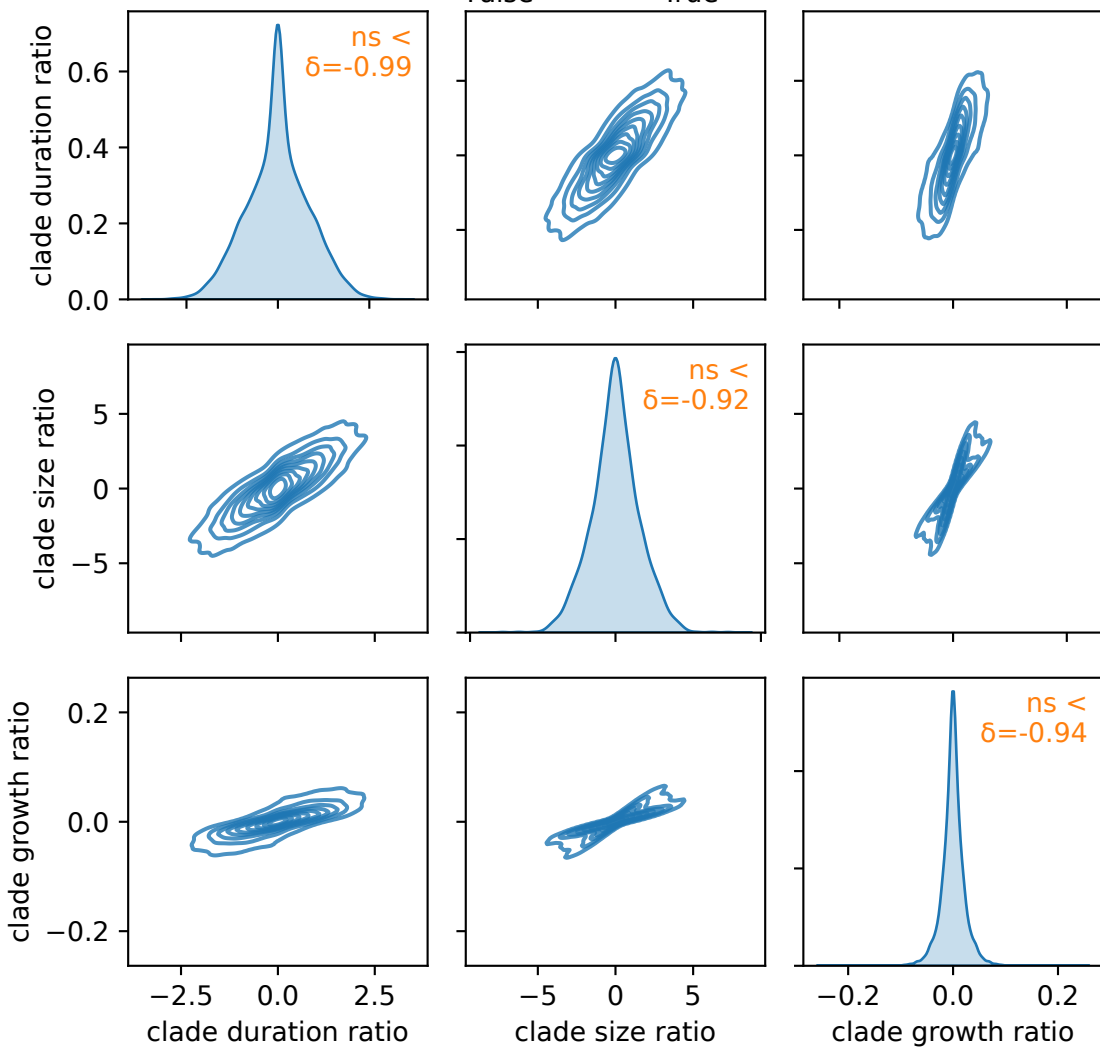 clade duration ratio
0.6
0.4
0.2
0.0
ns <
δ=-0.99
clade size ratio
5
0
−5
ns <
δ=-0.92
clade growth ratio
0.2
0.0
−0.2
ns <
δ=-0.94
−2.5 0.0 2.5
−5 0 5
−0.2 0.0 0.2
clade duration ratio
clade size ratio
clade growth ratio